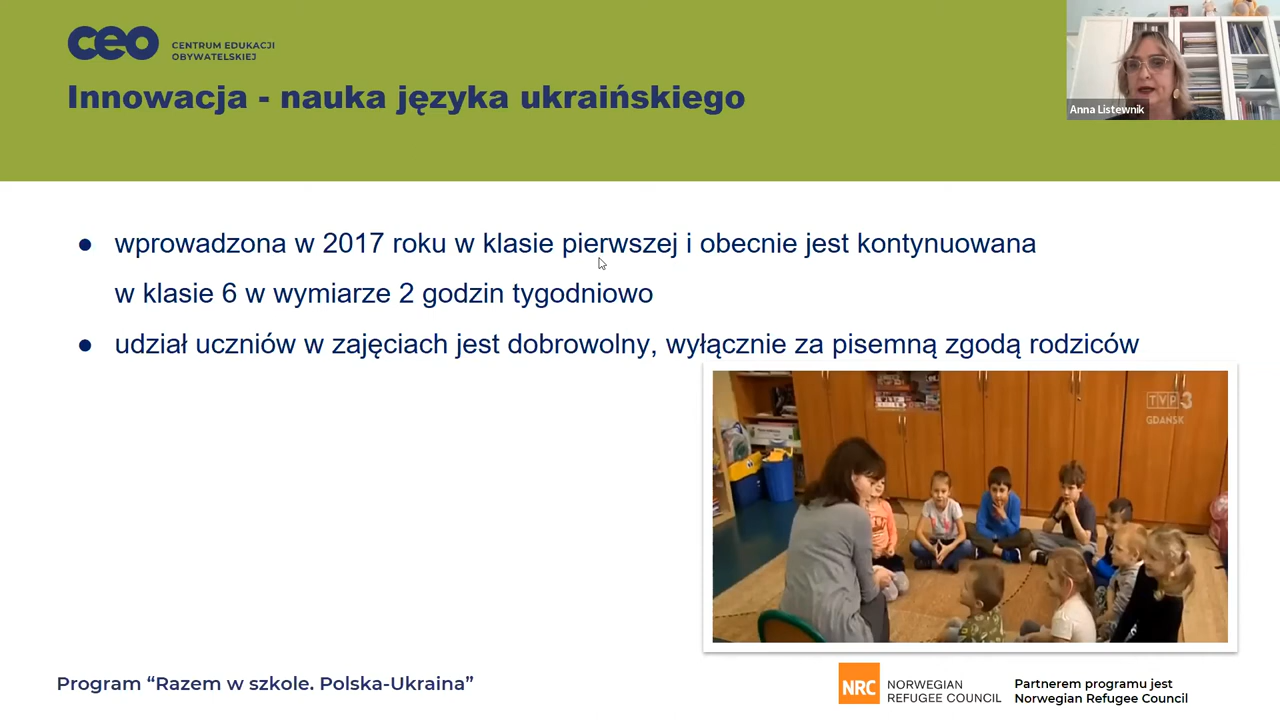 ceo
CENTRUM EDUKACJI
OBYWATELSKIEJ
Innowacja - nauka języka ukraińskiego
Anna Listewnik
● wprowadzona w 2017 roku w klasie pierwszej i obecnie jest kontynuowana
w klasie 6 w wymiarze 2 godzin tygodniowo
● udział uczniów w zajęciach jest dobrowolny, wyłącznie za pisemną zgodą rodziców
TVP3
GDAŃSK
Program “Razem w szkole. Polska-Ukraina”
NRC
NORWEGIAN
REFUGEE COUNCIL
Partnerem programu jest
Norwegian Refugee Council